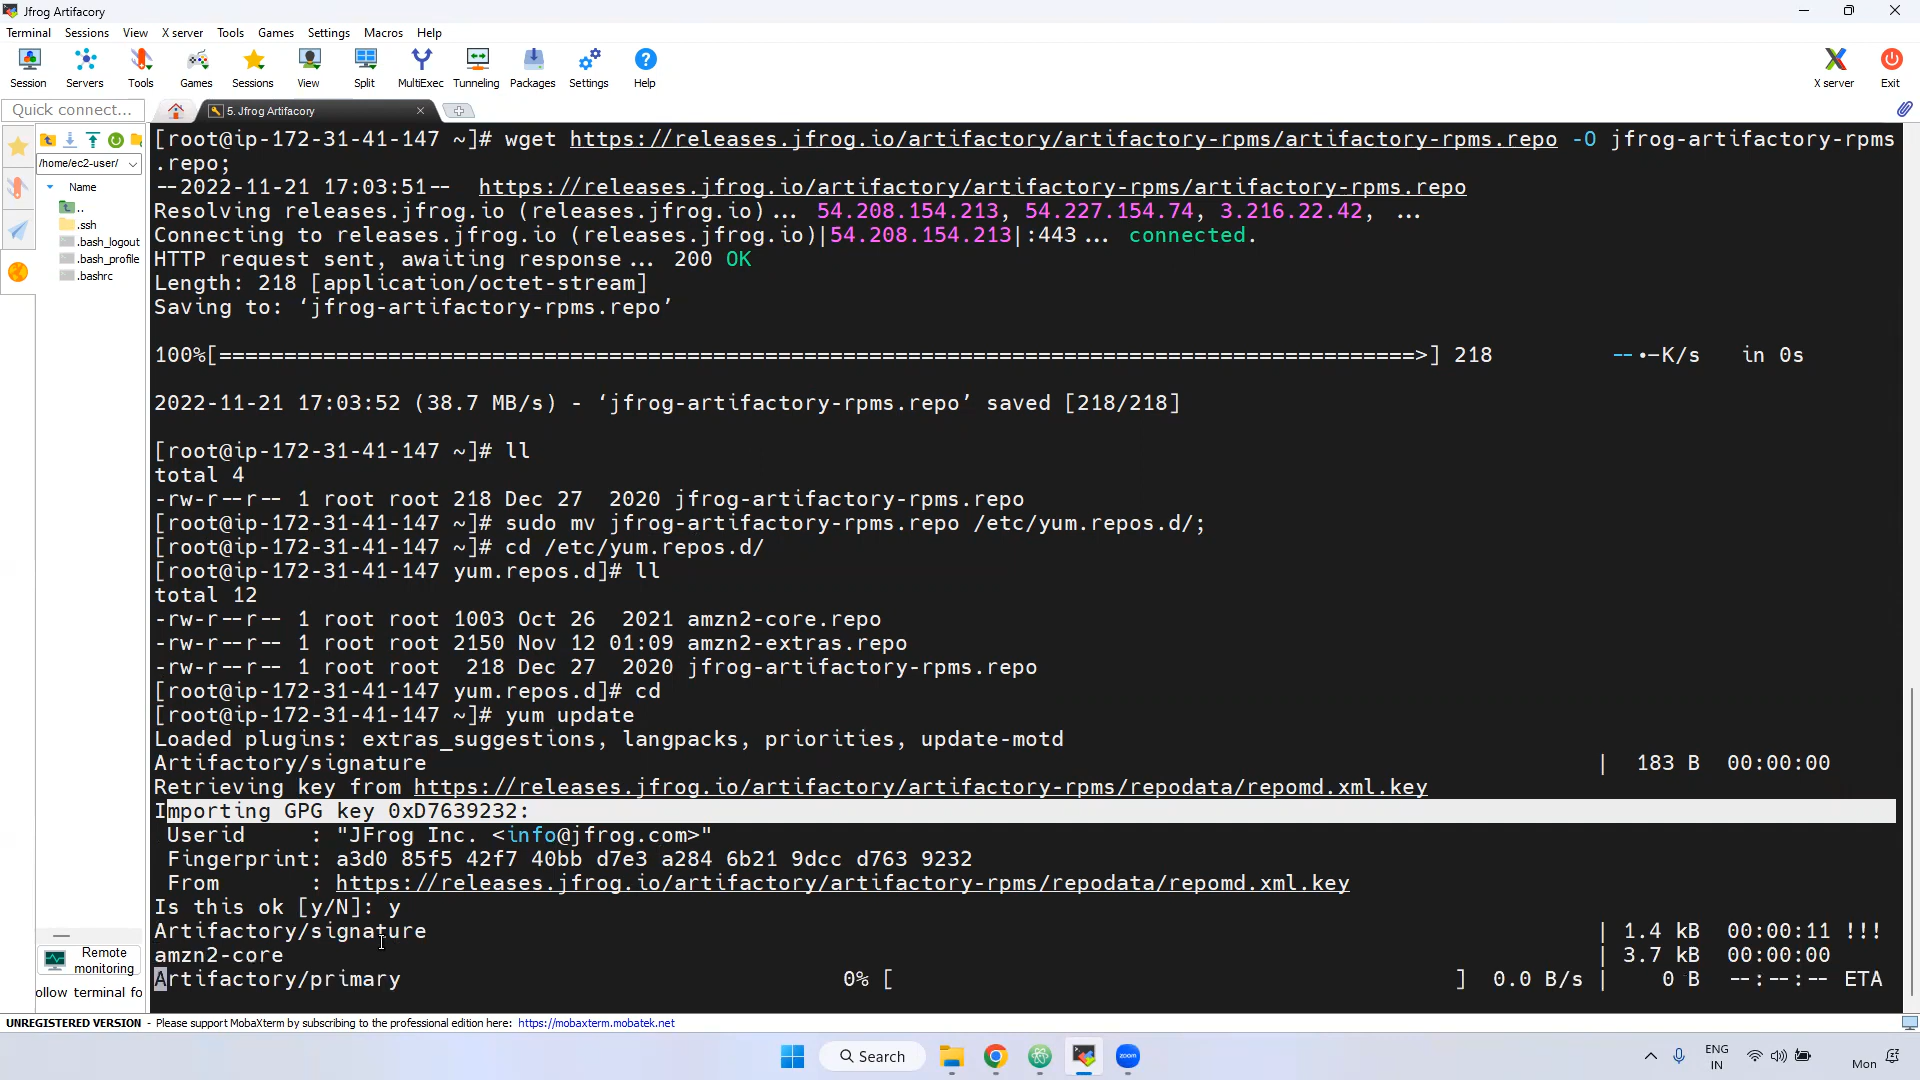 Jfrog Artifacory
Terminal Sessions View X server Tools Games Settings Macros Help
Session Servers Tools Games Sessions View Split MultiExec Tunneling Packages Settings Help X server Exit
Quick connect... 5. Jfrog Artifacory
/home/ec2-user/
Name
..
.ssh
.bash_logout
.bash_profile
.bashrc
Remote monitoring
ollow terminal fo
[root@ip-172-31-41-147 ~]# wget https://releases.jfrog.io/artifactory/artifactory-rpms/artifactory-rpms.repo -O jfrog-artifactory-rpms
.repo;
--2022-11-21 17:03:51--  https://releases.jfrog.io/artifactory/artifactory-rpms/artifactory-rpms.repo
Resolving releases.jfrog.io (releases.jfrog.io)... 54.208.154.213, 54.227.154.74, 3.216.22.42, ...
Connecting to releases.jfrog.io (releases.jfrog.io)|54.208.154.213|:443... connected.
HTTP request sent, awaiting response... 200 OK
Length: 218 [application/octet-stream]
Saving to: ‘jfrog-artifactory-rpms.repo’
100%[============================================================================================>] 218 --•-K/s in 0s
2022-11-21 17:03:52 (38.7 MB/s) - ‘jfrog-artifactory-rpms.repo’ saved [218/218]
[root@ip-172-31-41-147 ~]# ll
total 4
-rw-r--r-- 1 root root 218 Dec 27  2020 jfrog-artifactory-rpms.repo
[root@ip-172-31-41-147 ~]# sudo mv jfrog-artifactory-rpms.repo /etc/yum.repos.d/;
[root@ip-172-31-41-147 ~]# cd /etc/yum.repos.d/
[root@ip-172-31-41-147 yum.repos.d]# ll
total 12
-rw-r--r-- 1 root root 1003 Oct 26  2021 amzn2-core.repo
-rw-r--r-- 1 root root 2150 Nov 12 01:09 amzn2-extras.repo
-rw-r--r-- 1 root root  218 Dec 27  2020 jfrog-artifactory-rpms.repo
[root@ip-172-31-41-147 yum.repos.d]# cd
[root@ip-172-31-41-147 ~]# yum update
Loaded plugins: extras_suggestions, langpacks, priorities, update-motd
Artifactory/signature | 183 B 00:00:00
Retrieving key from https://releases.jfrog.io/artifactory/artifactory-rpms/repodata/repomd.xml.key
Importing GPG key 0xD7639232:
Userid     : "JFrog Inc. <info@jfrog.com>"
Fingerprint: a3d0 85f5 42f7 40bb d7e3 a284 6b21 9dcc d763 9232
From       : https://releases.jfrog.io/artifactory/artifactory-rpms/repodata/repomd.xml.key
Is this ok [y/N]: y
Artifactory/signature | 1.4 kB 00:00:11 !!!
amzn2-core | 3.7 kB 00:00:00
Artifactory/primary 0% [ ] 0.0 B/s | 0 B --:--:-- ETA
UNREGISTERED VERSION - Please support MobaXterm by subscribing to the professional edition here: https://mobaxterm.mobatek.net
Search zoom ENG IN Mon